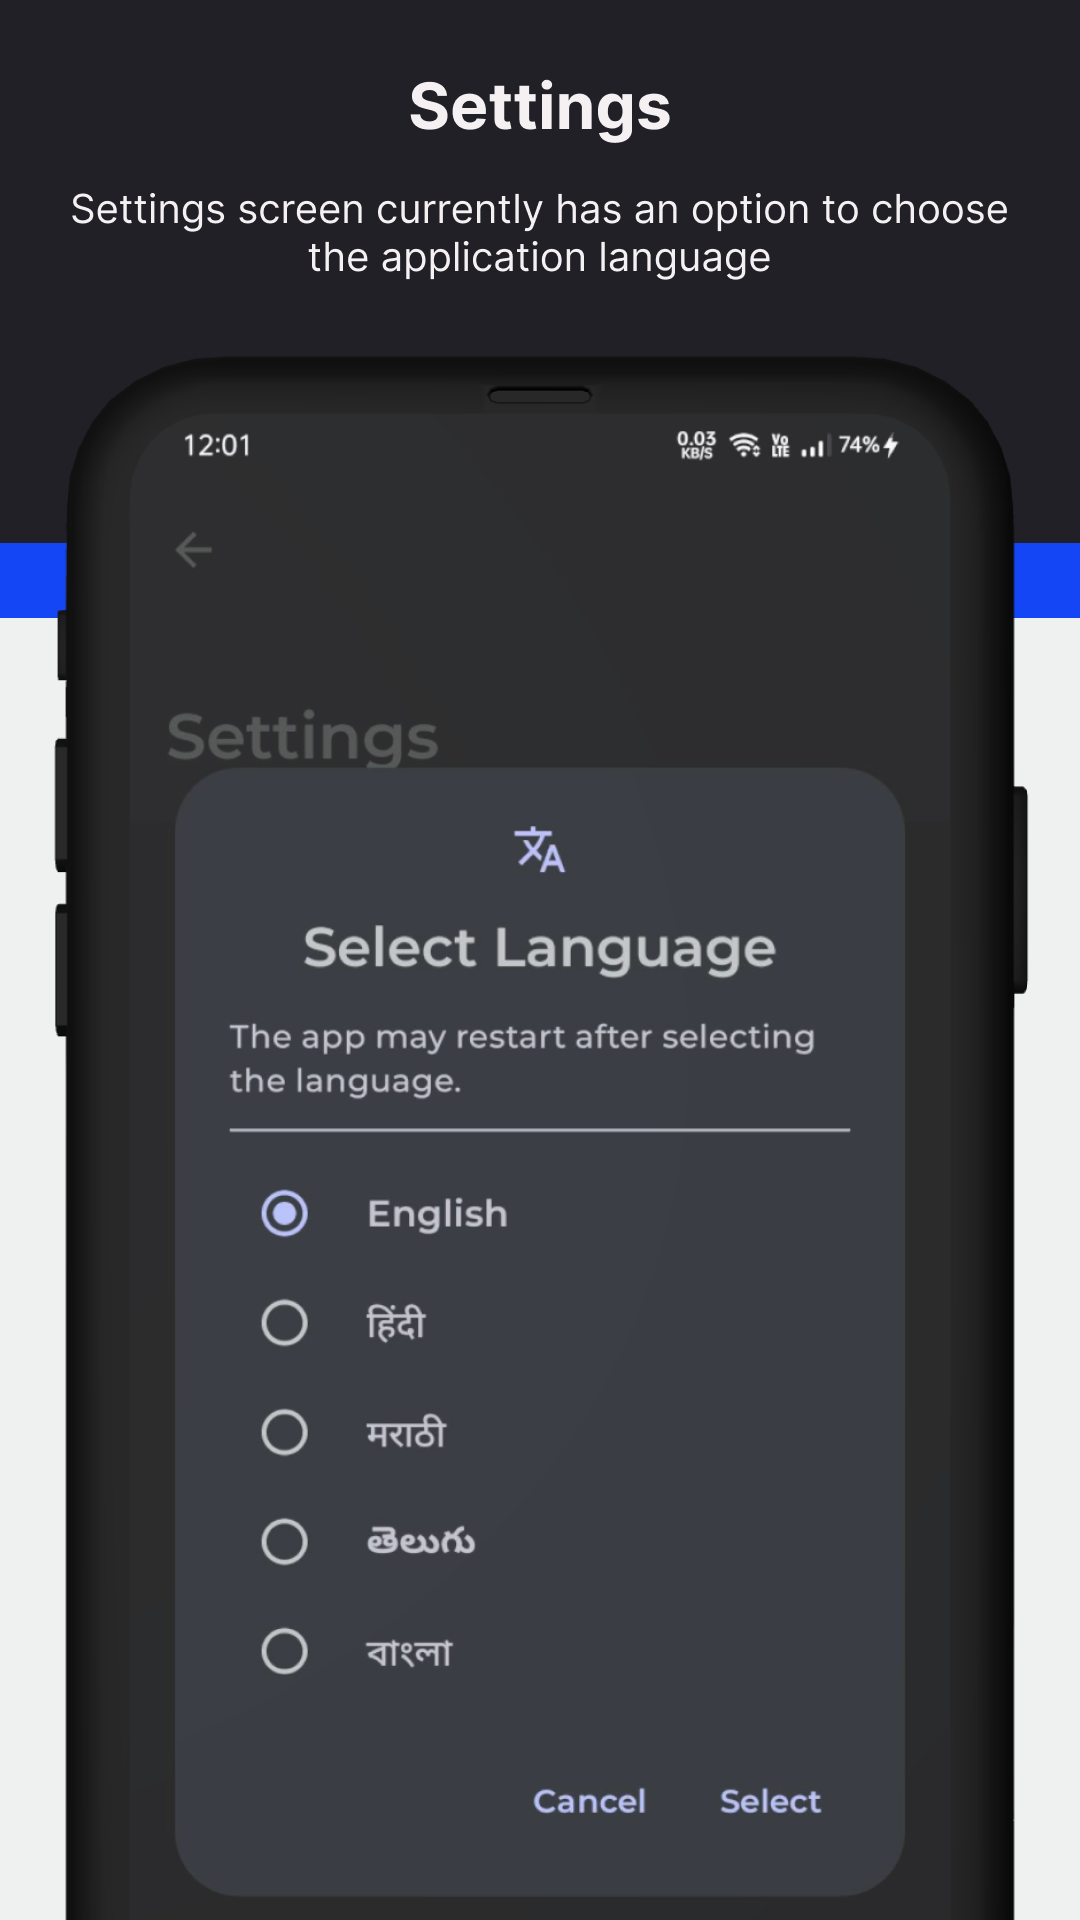 Settings
Settings screen currently has an option to choose
the application language
12:01
0.03
KB/S
Vo
LTE
74%
Settings
Select Language
The app may restart after selecting
the language.
English
हिंदी
मराठी
తెలుగు
বাংলা
Cancel
Select